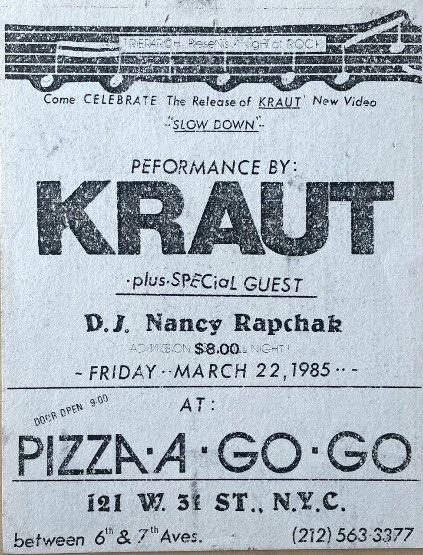 TRIERARCH Presents A Night at ROCK
Come CELEBRATE The Release of KRAUT' New Video
-"SLOW DOWN"-
PEFORMANCE BY:
KRAUT
·plus·SPECiaL GUEST
D.J. Nancy Rapchak
ADMISSION $8.00 ALL NIGHT!
~ FRIDAY ·· MARCH 22, 1985 ·· ~
DOOR OPEN 9:00
AT:
PIZZA·A·GO·GO
121 W. 31 ST., N.Y.C.
between 6th & 7th Aves.
(212) 563-3377